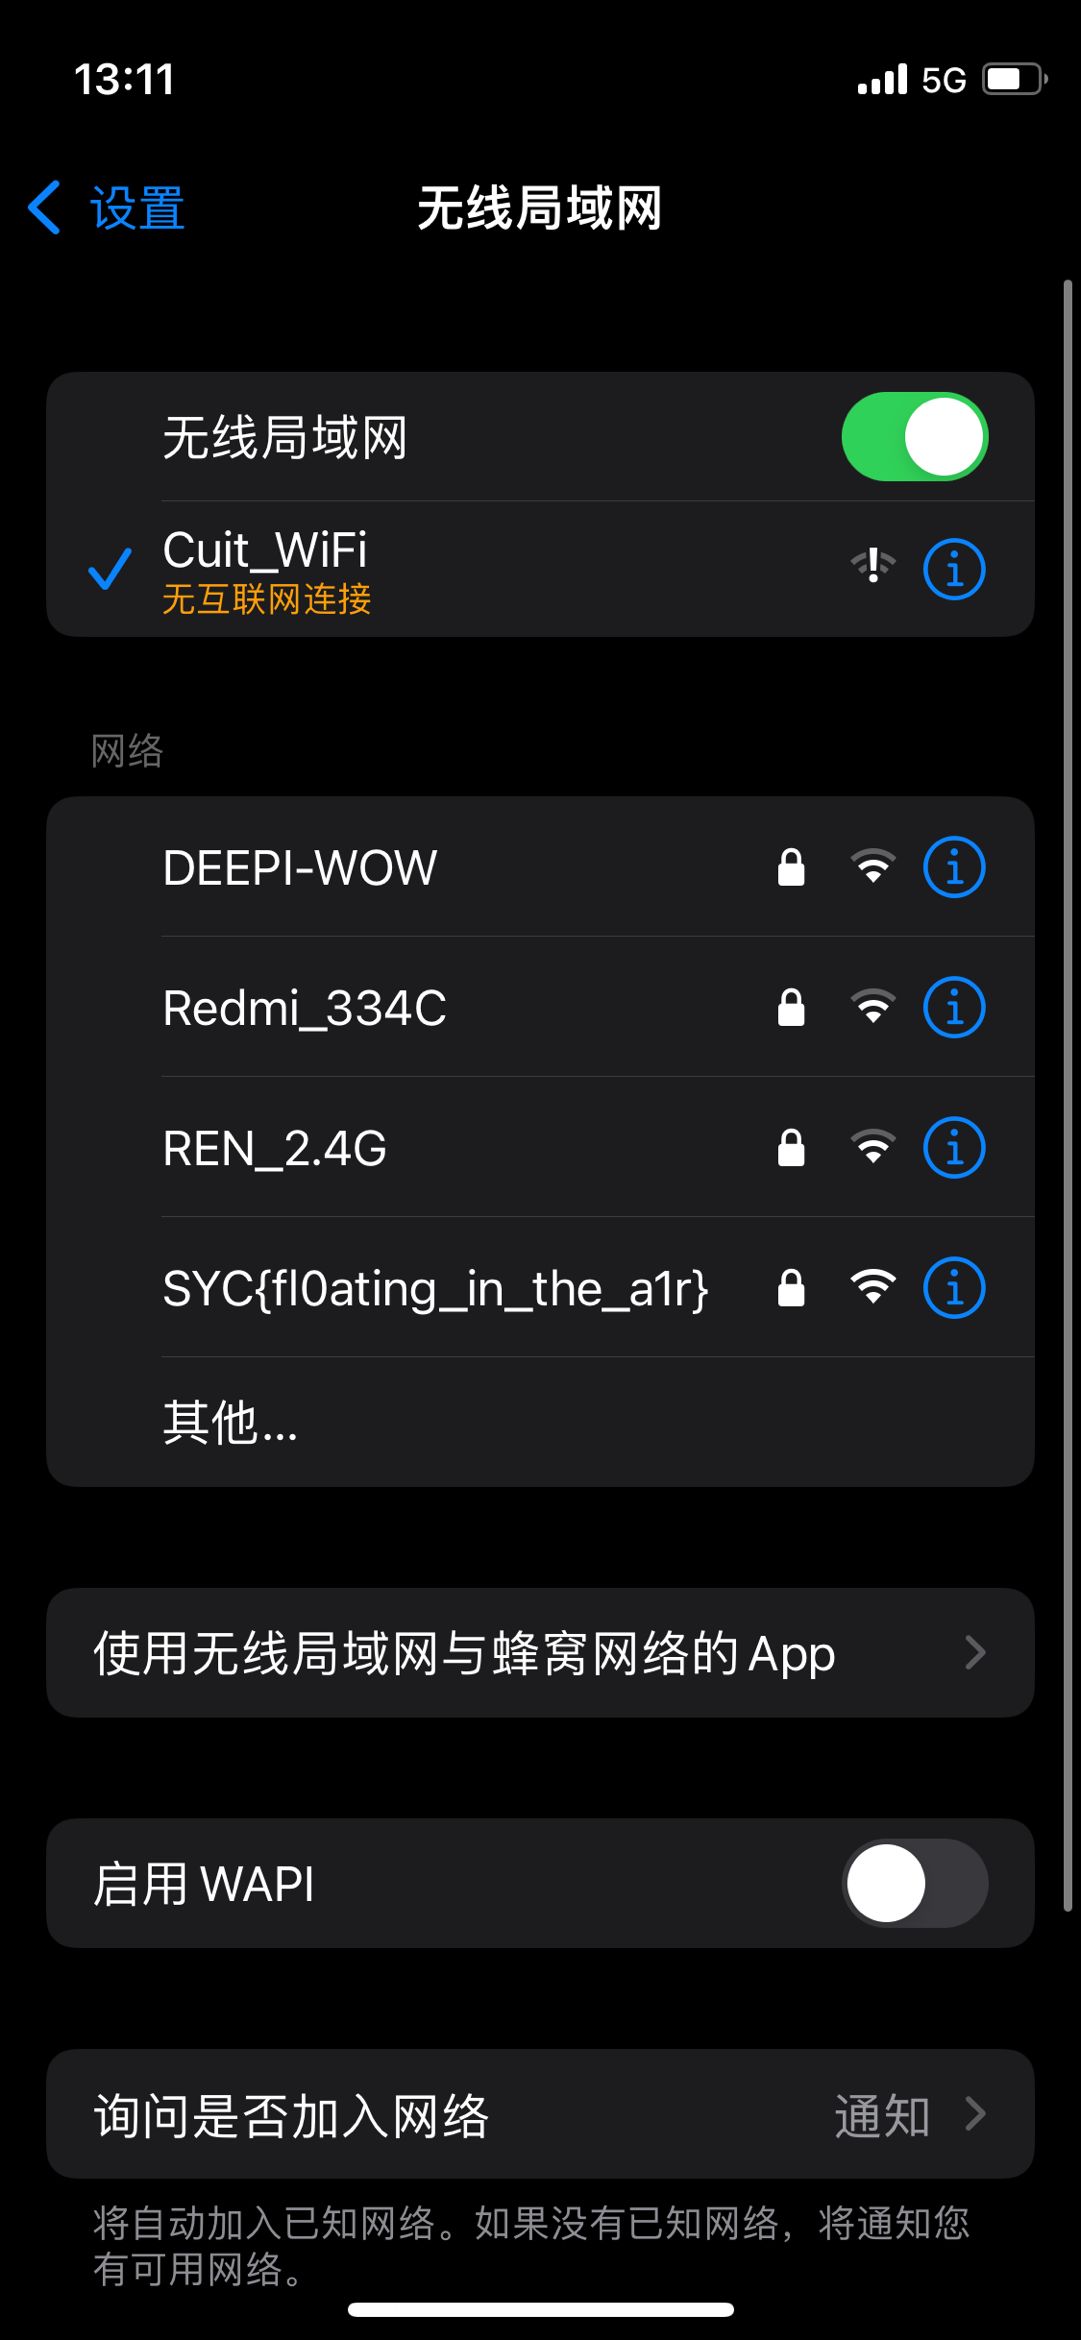 13:11
5G
设置
无线局域网
无线局域网
Cuit_WiFi
无互联网连接
网络
DEEPI-WOW
Redmi_334C
REN_2.4G
SYC{fl0ating_in_the_a1r}
其他...
使用无线局域网与蜂窝网络的 App
启用 WAPI
询问是否加入网络
通知
将自动加入已知网络。如果没有已知网络，将通知您
有可用网络。